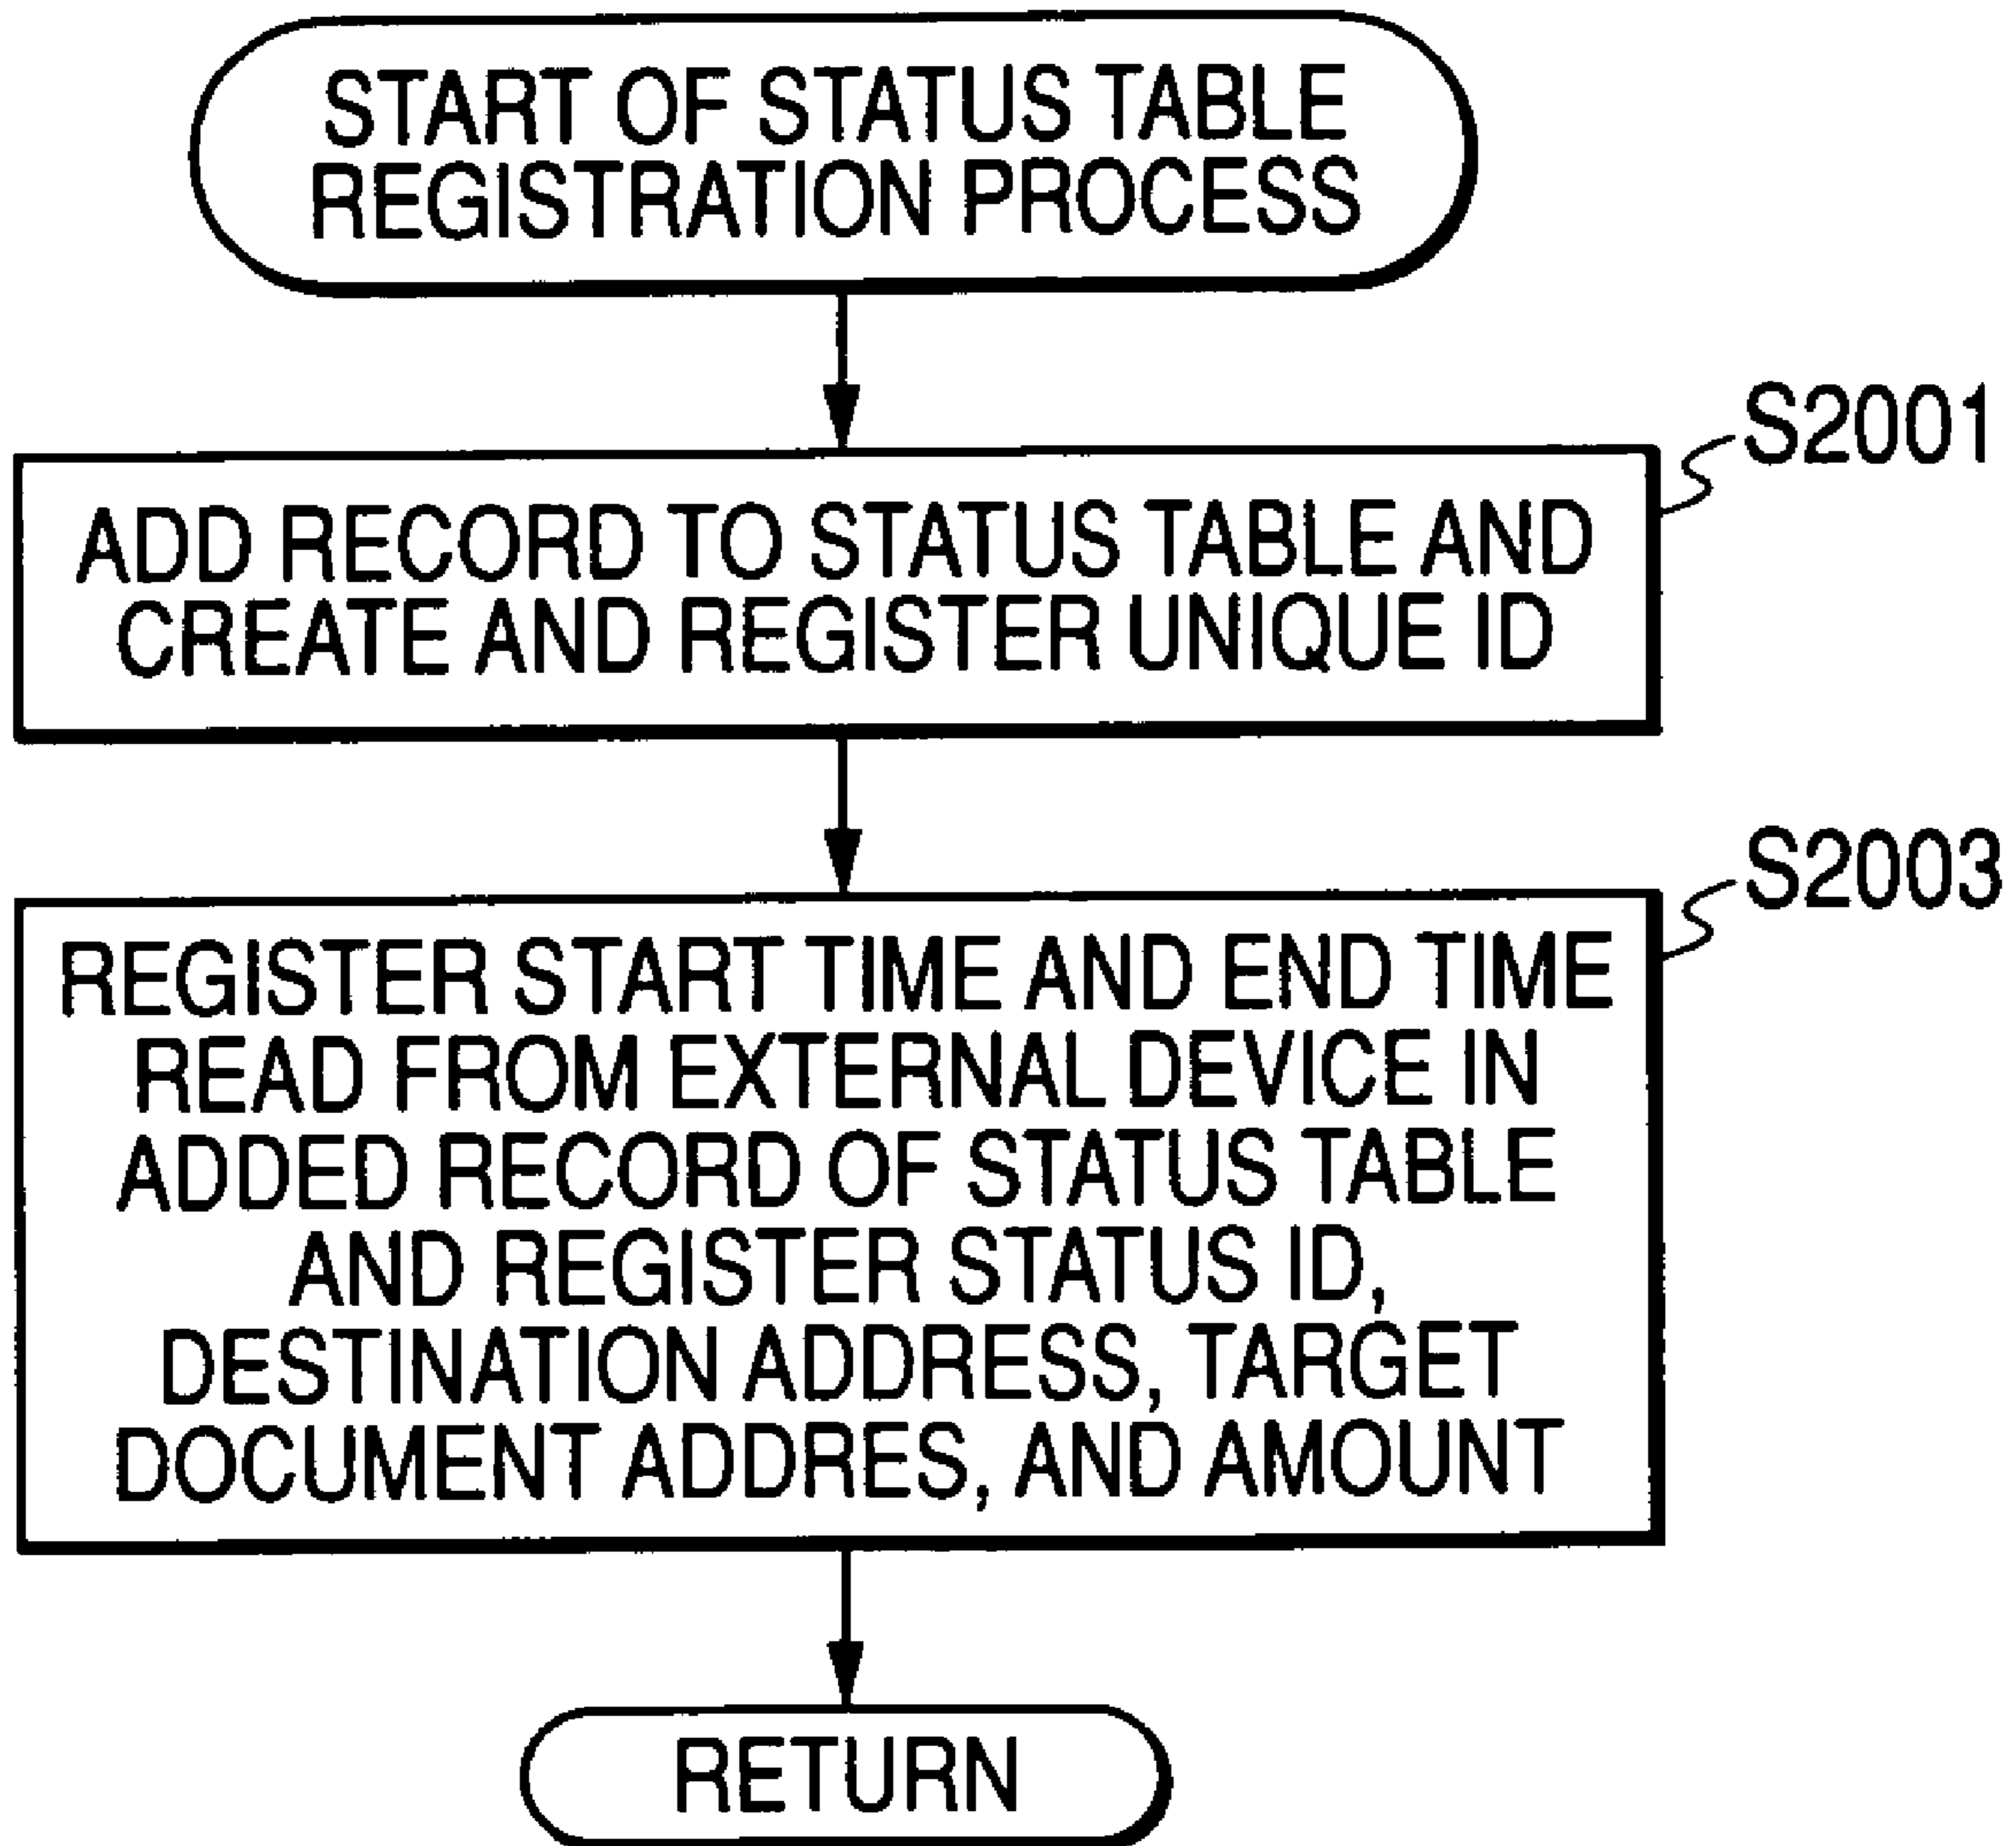 START OF STATUS TABLE
REGISTRATION PROCESS
S2001
ADD RECORD TO STATUS TABLE AND
CREATE AND REGISTER UNIQUE ID
S2003
REGISTER START TIME AND END TIME
READ FROM EXTERNAL DEVICE IN
ADDED RECORD OF STATUS TABLE
AND REGISTER STATUS ID,
DESTINATION ADDRESS, TARGET
DOCUMENT ADDRES, AND AMOUNT
RETURN